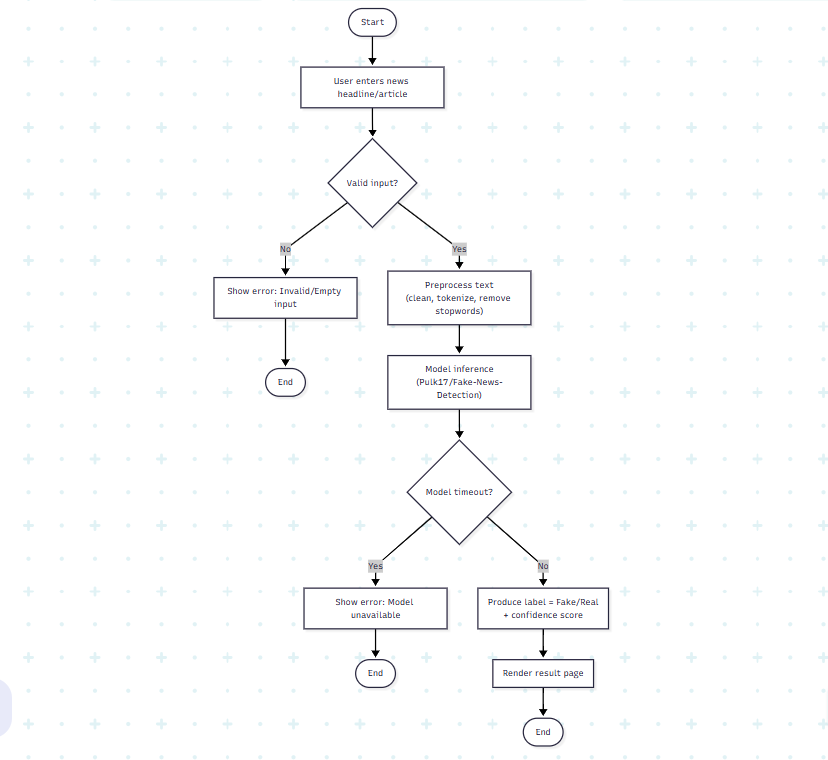 Start
User enters news
headline/article
Valid input?
No
Yes
Show error: Invalid/Empty
input
Preprocess text
(clean, tokenize, remove
stopwords)
End
Model inference
(Pulk17/Fake-News-
Detection)
Model timeout?
Yes
No
Show error: Model
unavailable
Produce label = Fake/Real
+ confidence score
End
Render result page
End